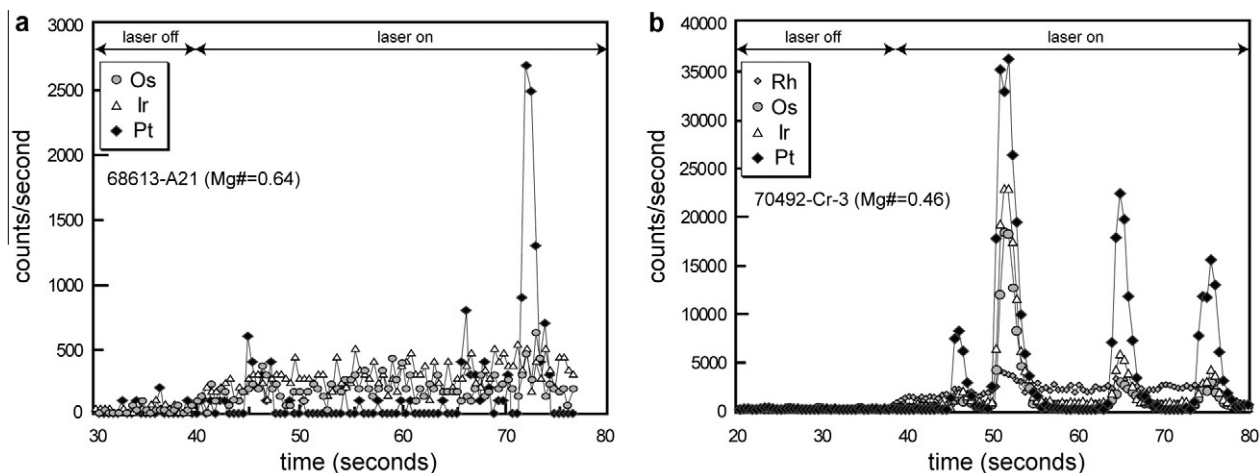 a
3000
2500
2000
1500
1000
500
0
counts/second
laser off
laser on
Os
Ir
Pt
68613-A21 (Mg#=0.64)
30 40 50 60 70 80
time (seconds)
b
40000
35000
30000
25000
20000
15000
10000
5000
0
counts/second
laser off
laser on
Rh
Os
Ir
Pt
70492-Cr-3 (Mg#=0.46)
20 30 40 50 60 70 80
time (seconds)